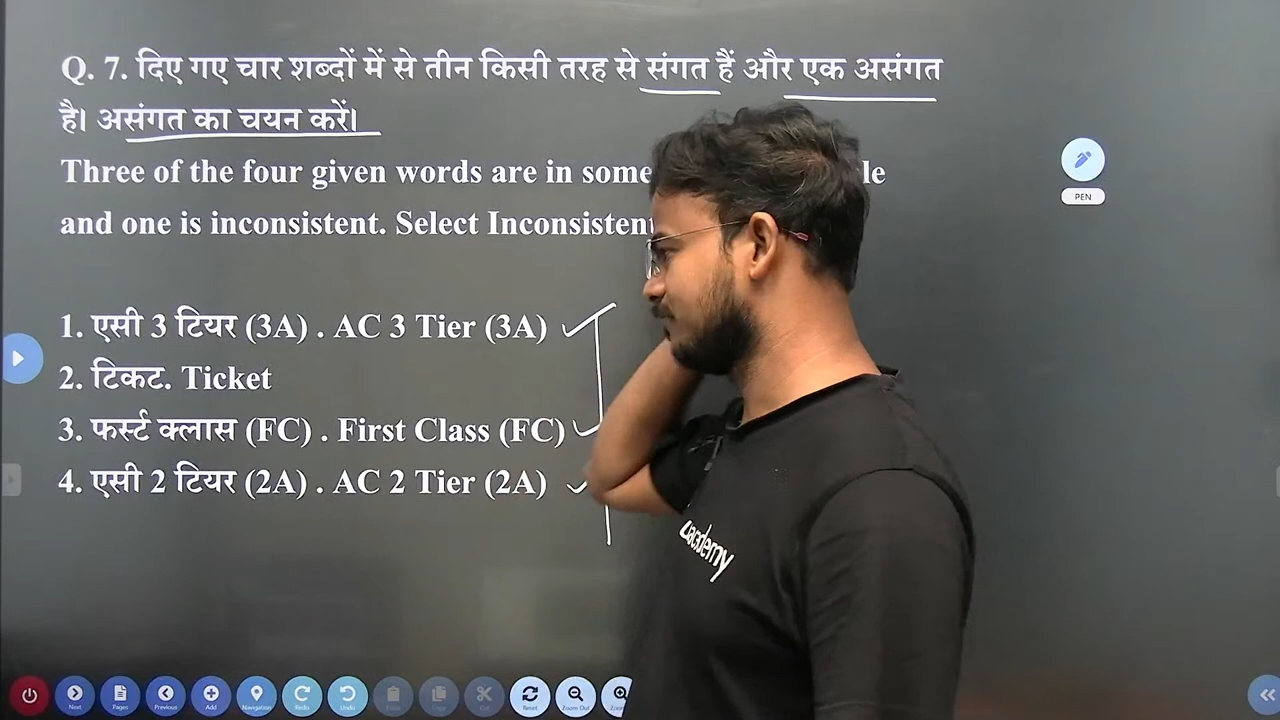 Q. 7. दिए गए चार शब्दों में से तीन किसी तरह से संगत हैं और एक असंगत
है। असंगत का चयन करें।
Three of the four given words are in some
and one is inconsistent. Select Inconsistent
PEN
1. एसी 3 टियर (3A) . AC 3 Tier (3A)
2. टिकट. Ticket
3. फर्स्ट क्लास (FC) . First Class (FC)
4. एसी 2 टियर (2A) . AC 2 Tier (2A)
Next Pages Previous Add Navigation Redo Undo Reset Zoom Out